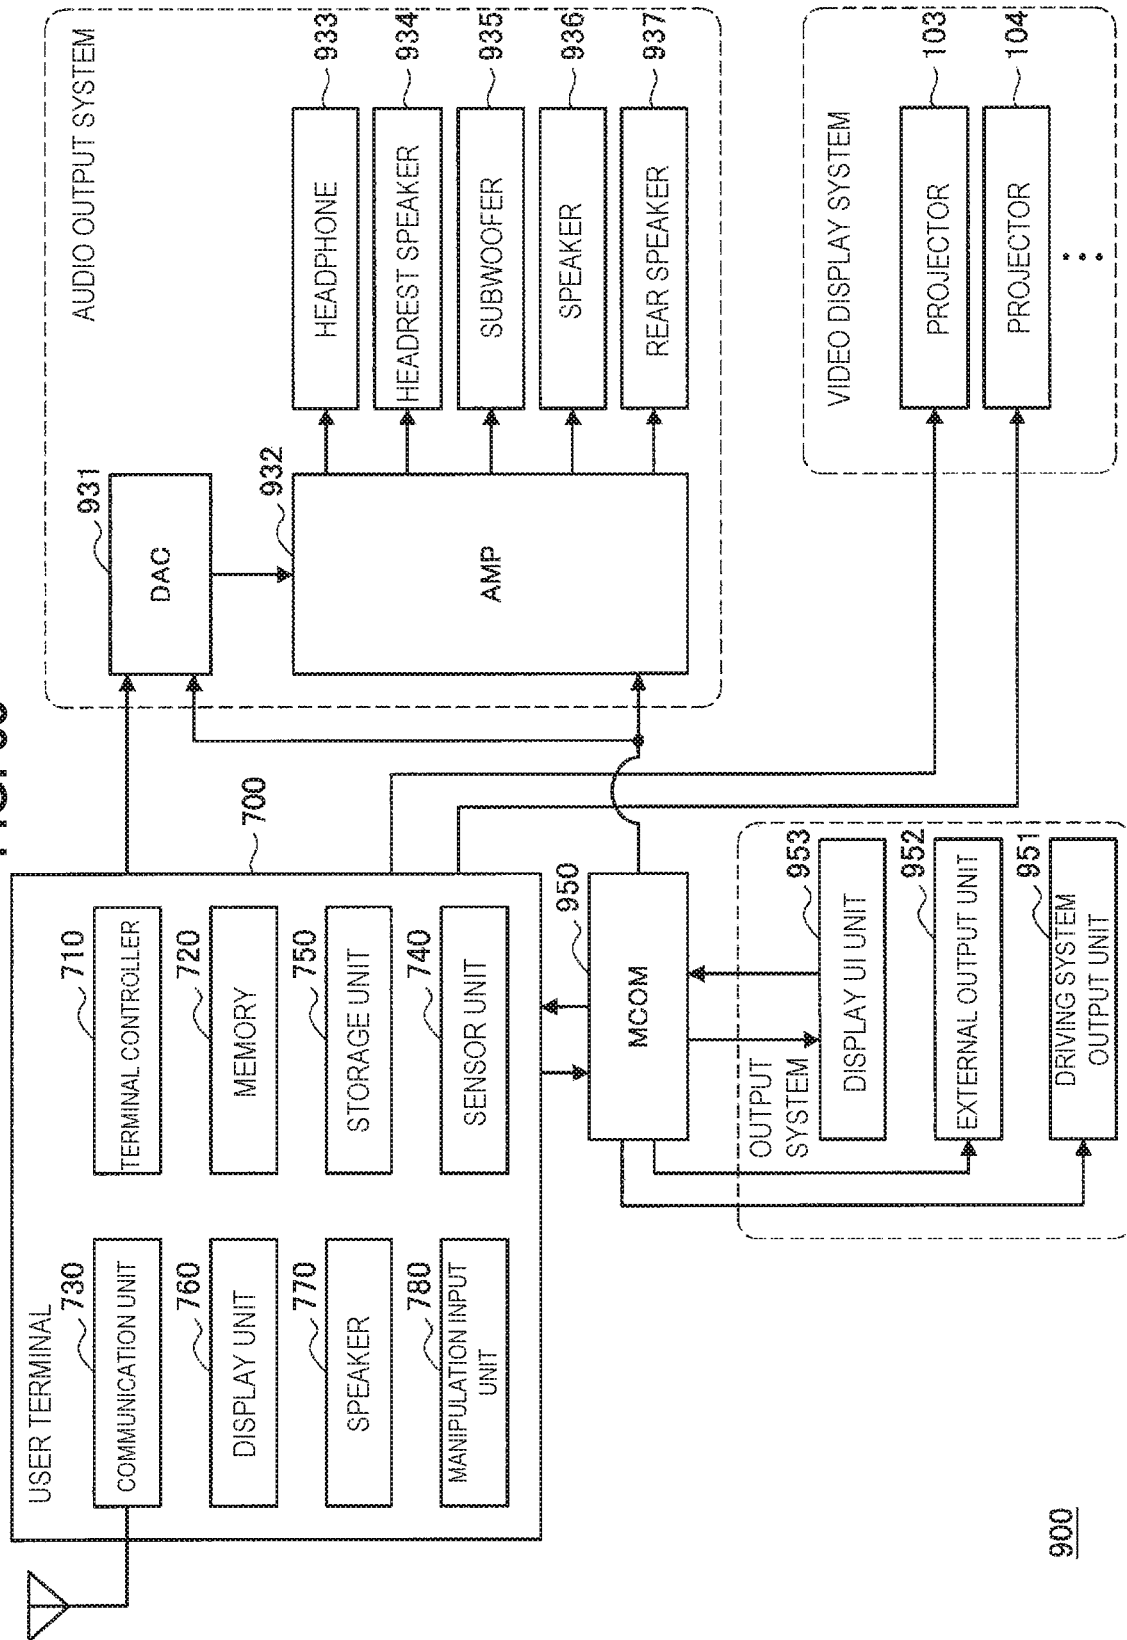 USER TERMINAL
730
COMMUNICATION UNIT
760
DISPLAY UNIT
770
SPEAKER
780
MANIPULATION INPUT
UNIT
710
TERMINAL CONTROLLER
720
MEMORY
750
STORAGE UNIT
740
SENSOR UNIT
700
950
MCOM
OUTPUT
SYSTEM
953
DISPLAY UI UNIT
952
EXTERNAL OUTPUT UNIT
951
DRIVING SYSTEM
OUTPUT UNIT
AUDIO OUTPUT SYSTEM
931
DAC
932
AMP
HEADPHONE
933
HEADREST SPEAKER
934
SUBWOOFER
935
SPEAKER
936
REAR SPEAKER
937
VIDEO DISPLAY SYSTEM
PROJECTOR
103
PROJECTOR
104
...
900